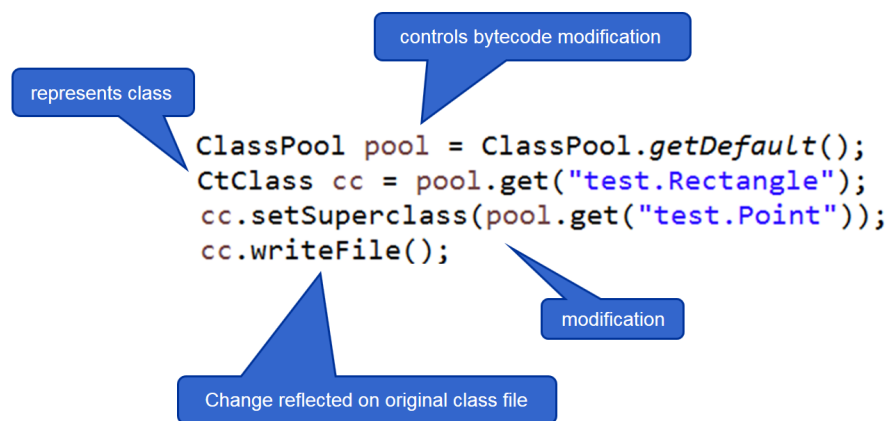 controls bytecode modification
represents class
ClassPool pool = ClassPool.getDefault();
CtClass cc = pool.get("test.Rectangle");
cc.setSuperclass(pool.get("test.Point"));
cc.writeFile();
modification
Change reflected on original class file